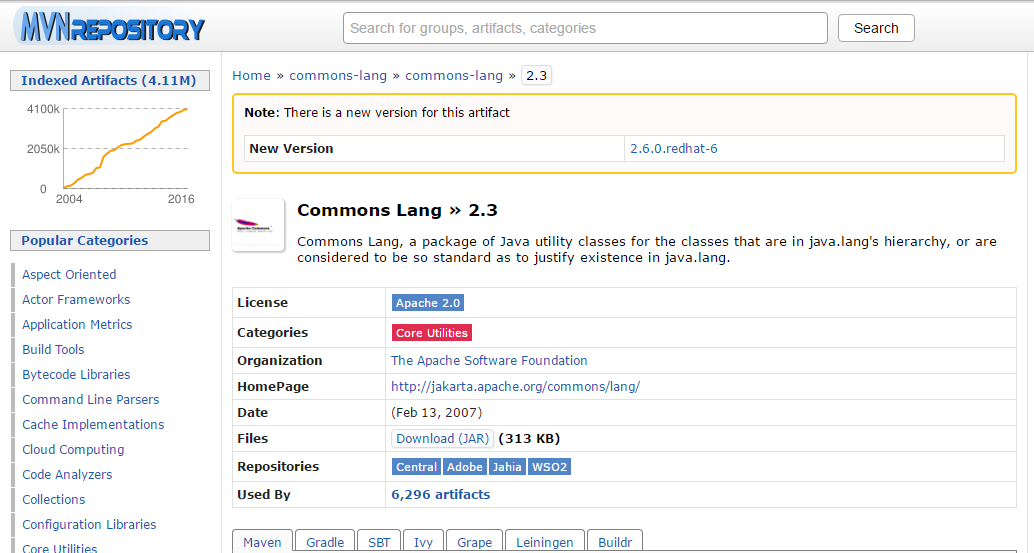 MVNREPOSITORY
Search for groups, artifacts, categories
Search
Indexed Artifacts (4.11M)
4100k
2050k
0
2004
2016
Popular Categories
Aspect Oriented
Actor Frameworks
Application Metrics
Build Tools
Bytecode Libraries
Command Line Parsers
Cache Implementations
Cloud Computing
Code Analyzers
Collections
Configuration Libraries
Core Utilities
Home » commons-lang » commons-lang » 2.3
Note: There is a new version for this artifact
New Version 2.6.0.redhat-6
Apache Commons
Commons Lang » 2.3
Commons Lang, a package of Java utility classes for the classes that are in java.lang's hierarchy, or are
considered to be so standard as to justify existence in java.lang.
License Apache 2.0
Categories Core Utilities
Organization The Apache Software Foundation
HomePage http://jakarta.apache.org/commons/lang/
Date (Feb 13, 2007)
Files Download (JAR) (313 KB)
Repositories Central Adobe Jahia WSO2
Used By 6,296 artifacts
Maven Gradle SBT Ivy Grape Leiningen Buildr